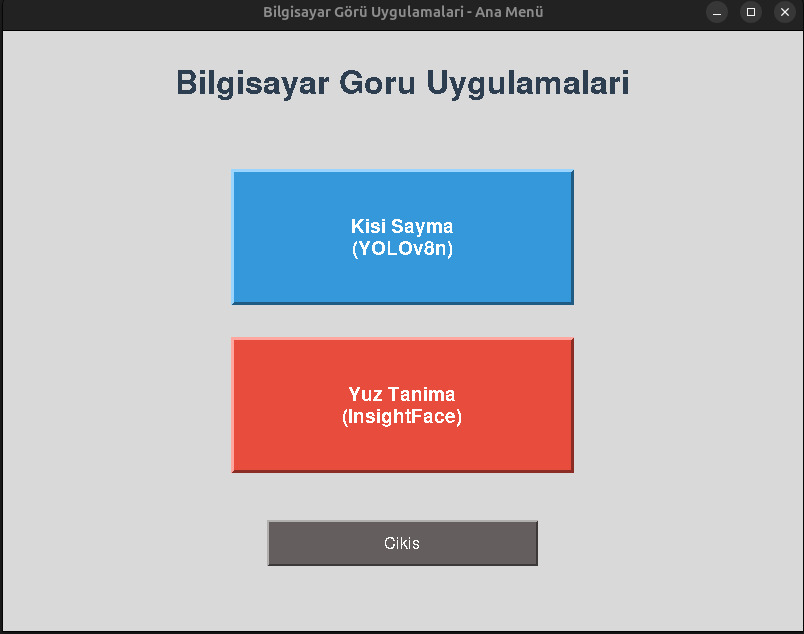 Bilgisayar Görü Uygulamalari - Ana Menü
Bilgisayar Goru Uygulamalari
Kisi Sayma
(YOLOv8n)
Yuz Tanima
(InsightFace)
Cikis